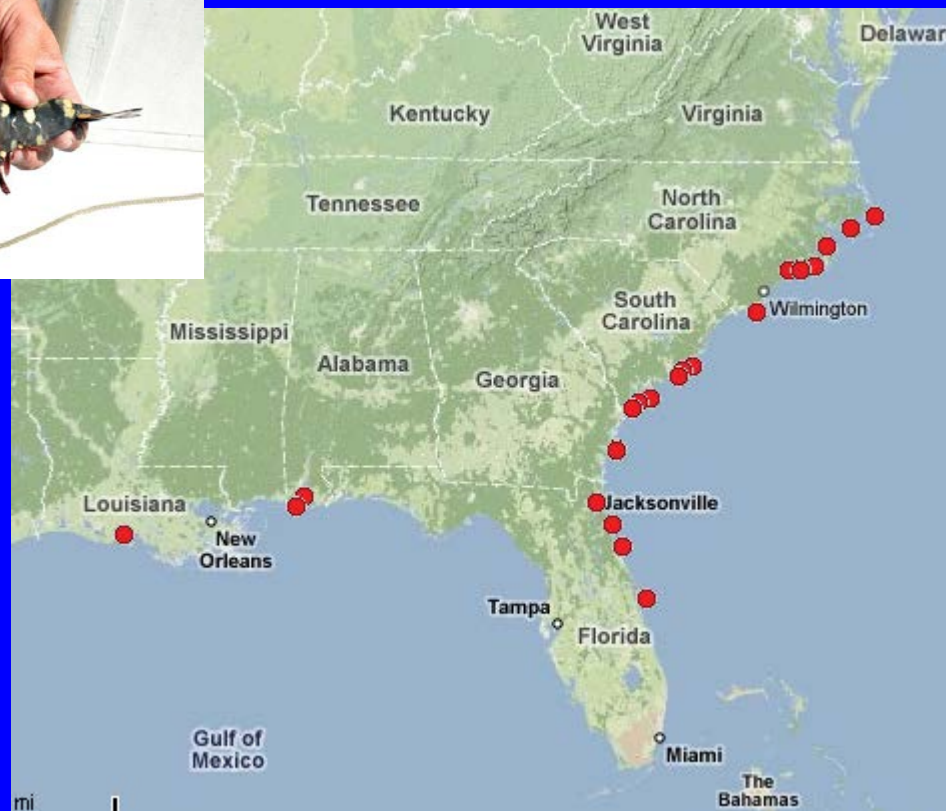 West
Virginia
Delawar
Kentucky
Virginia
Tennessee
North
Carolina
South
Carolina
Wilmington
Mississippi
Alabama
Georgia
Louisiana
Jacksonville
New
Orleans
Tampa
Florida
Gulf of
Mexico
Miami
The
Bahamas
mi